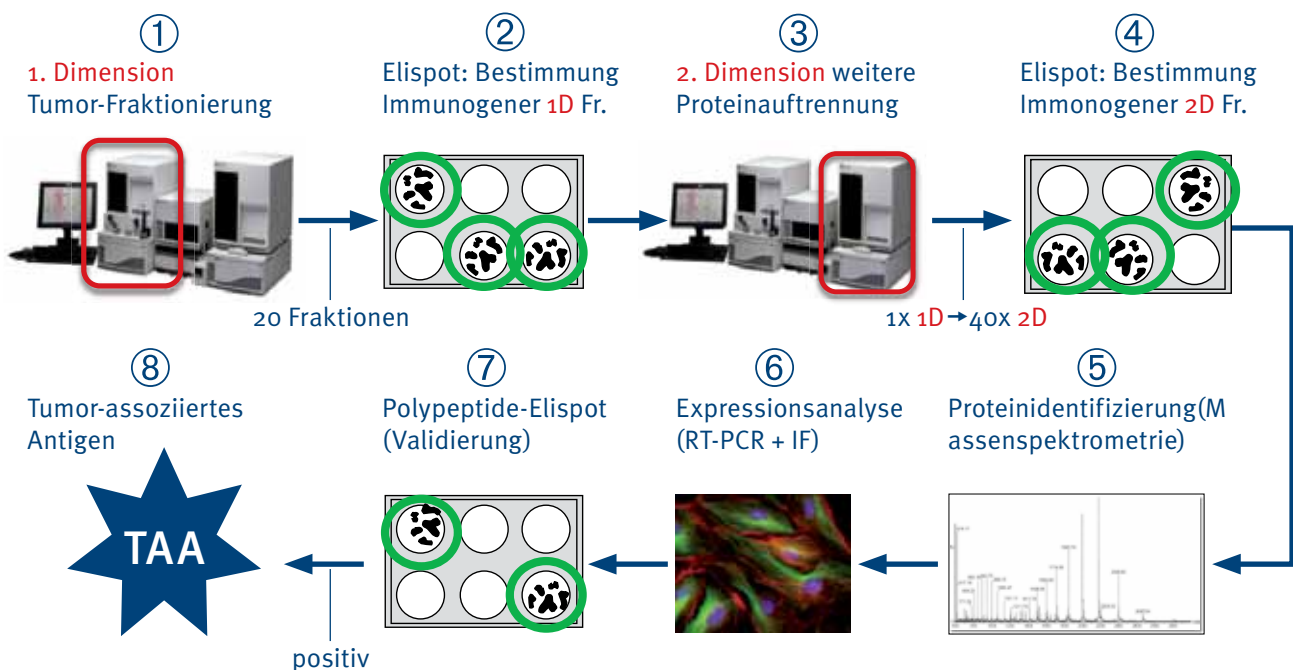 ①
1. Dimension
Tumor-Fraktionierung
②
Elispot: Bestimmung
Immunogener 1D Fr.
③
2. Dimension weitere
Proteinauftrennung
④
Elispot: Bestimmung
Immonogener 2D Fr.
20 Fraktionen
1x 1D→40x 2D
⑧
Tumor-assoziiertes
Antigen
⑦
Polypeptide-Elispot
(Validierung)
⑥
Expressionsanalyse
(RT-PCR + IF)
⑤
Proteinidentifizierung(M
assenspektrometrie)
TAA
positiv